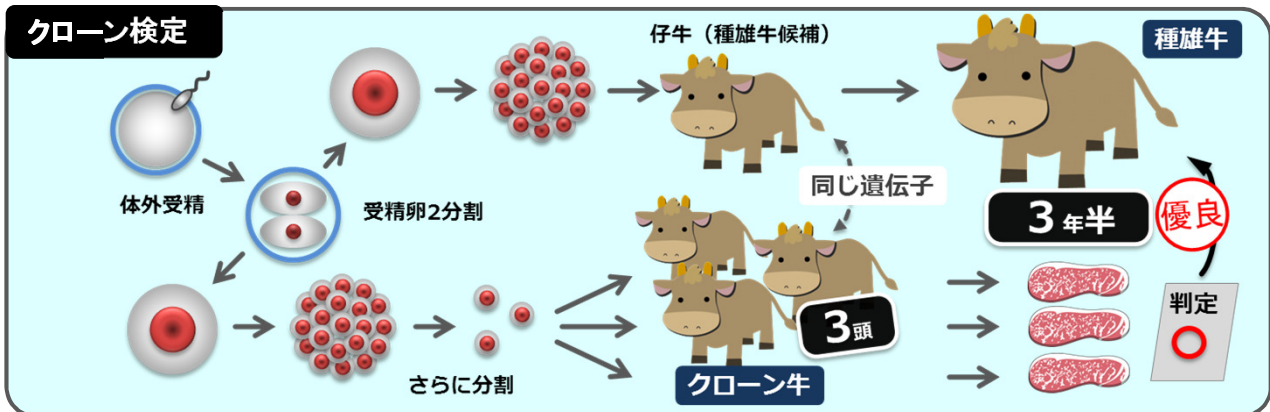 クローン検定
仔牛（種雄牛候補）
種雄牛
体外受精
受精卵2分割
同じ遺伝子
3年半
優良
3頭
判定
さらに分割
クローン牛